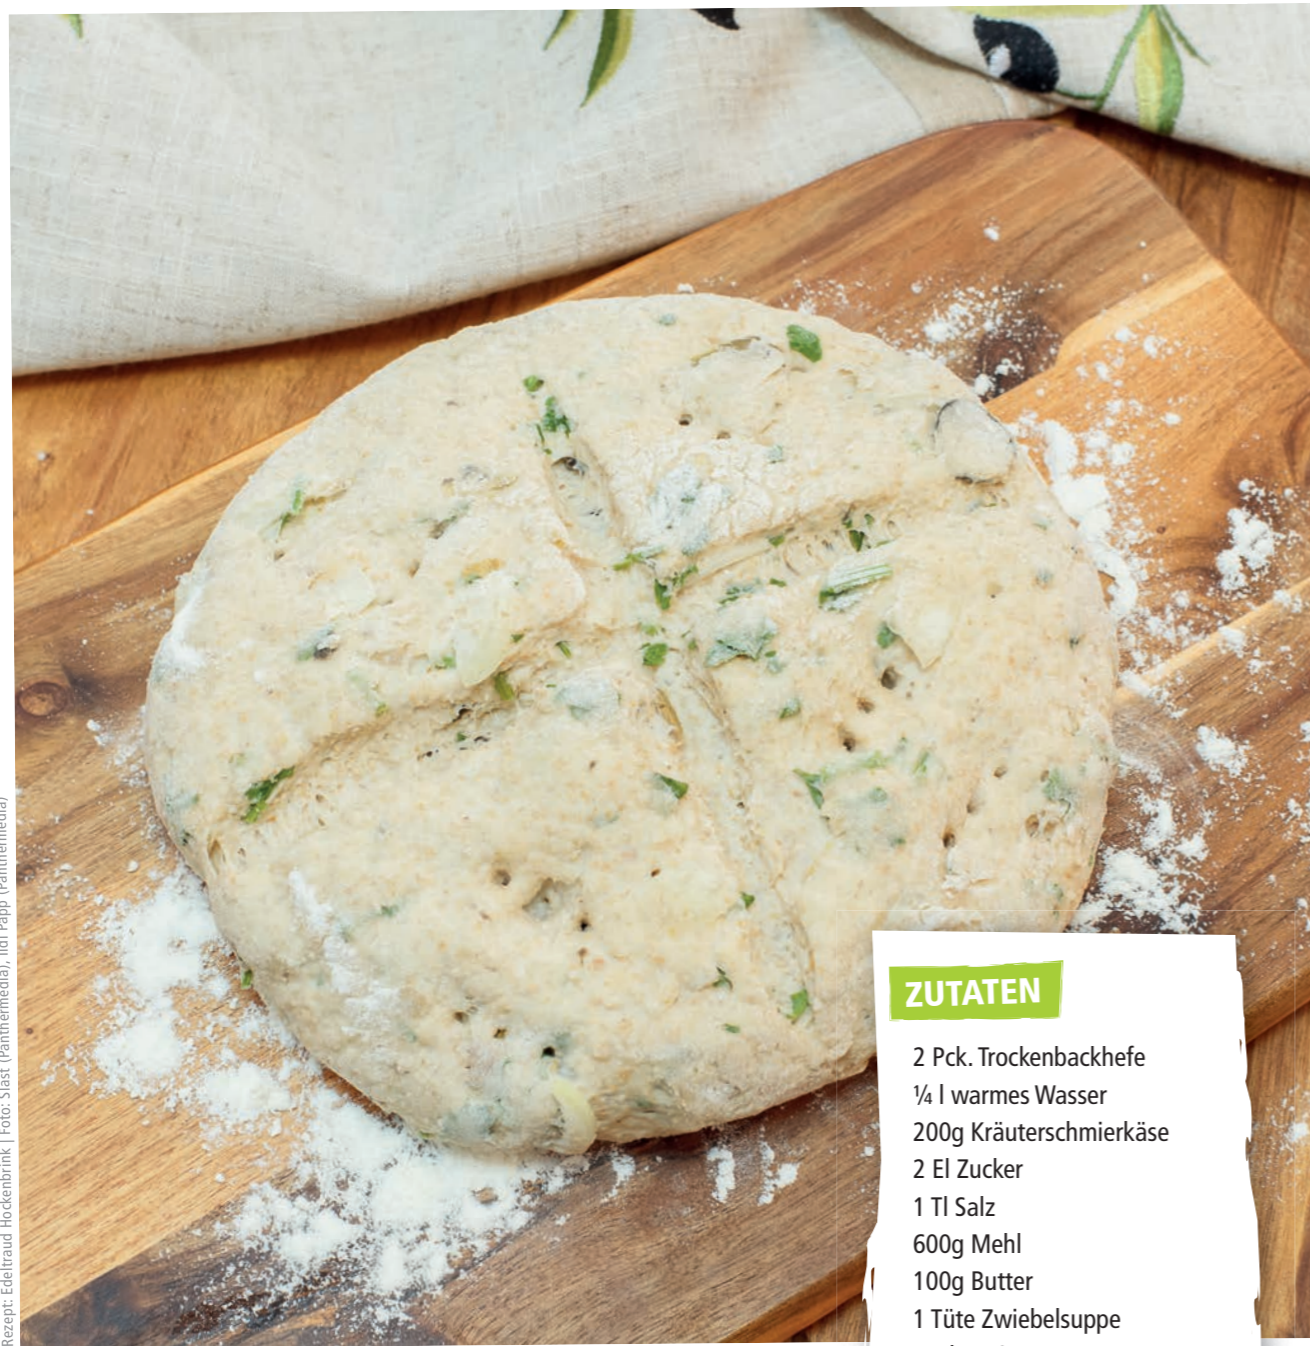 ZUTATEN
2 Pck. Trockenbackhefe
¼ l warmes Wasser
200g Kräuterschmierkäse
2 El Zucker
1 Tl Salz
600g Mehl
100g Butter
1 Tüte Zwiebelsuppe
Rezept: Edeltraud Hockenbrink | Foto: Slast (Panthermedia), Ildi Papp (Panthermedia)